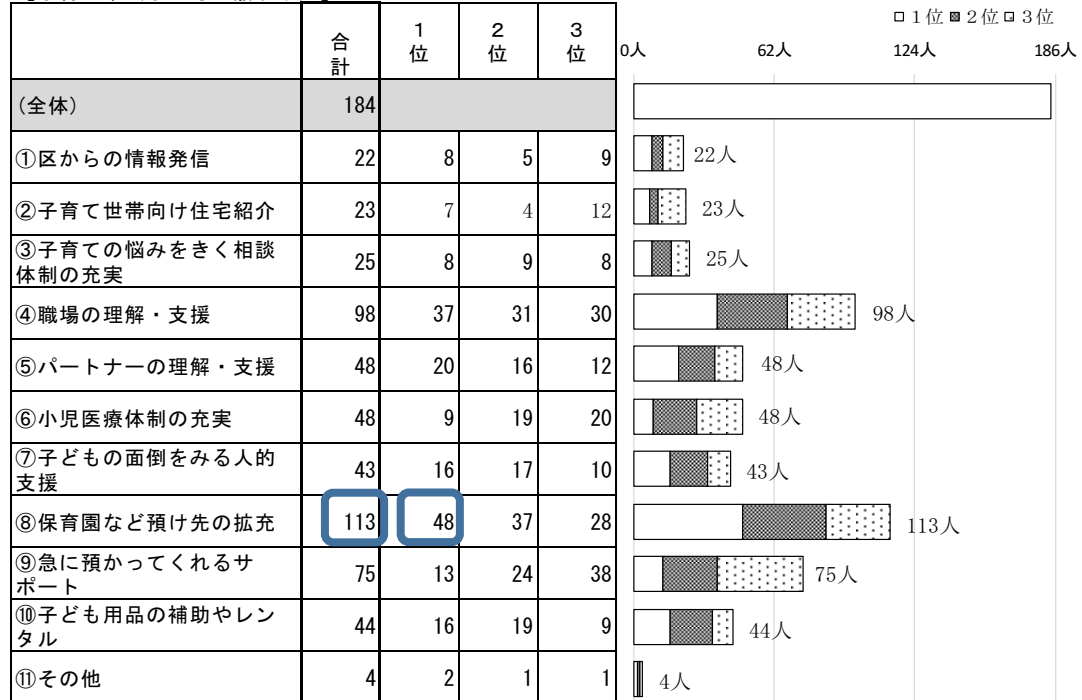 □1位■2位□3位
合計 1位 2位 3位
0人 62人 124人 186人
(全体) 184
①区からの情報発信 22 8 5 9 22人
②子育て世帯向け住宅紹介 23 7 4 12 23人
③子育ての悩みをきく相談
体制の充実 25 8 9 8 25人
④職場の理解・支援 98 37 31 30 98人
⑤パートナーの理解・支援 48 20 16 12 48人
⑥小児医療体制の充実 48 9 19 20 48人
⑦子どもの面倒をみる人的
支援 43 16 17 10 43人
⑧保育園など預け先の拡充 113 48 37 28 113人
⑨急に預かってくれるサ
ポート 75 13 24 38 75人
⑩子ども用品の補助やレン
タル 44 16 19 9 44人
⑪その他 4 2 1 1 4人